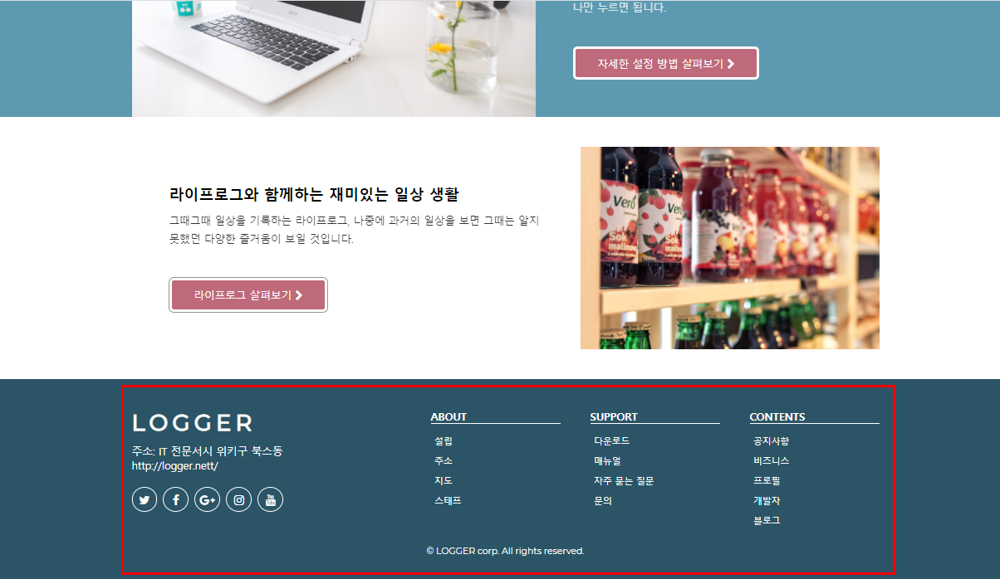 나만 누르면 됩니다.
자세한 설정 방법 살펴보기
라이프로그와 함께하는 재미있는 일상 생활
그때그때 일상을 기록하는 라이프로그, 나중에 과거의 일상을 보면 그때는 알지
못했던 다양한 즐거움이 보일 것입니다.
라이프로그 살펴보기
Vero
Vero
Sok
malinowy
Sok
malinowy
LOGGER
주소: IT 전문서시 위키구 북스동
http://logger.nett/
G+
You
Tube
ABOUT
설립
주소
지도
스태프
SUPPORT
다운로드
매뉴얼
자주 묻는 질문
문의
CONTENTS
공지사항
비즈니스
프로필
개발자
블로그
© LOGGER corp. All rights reserved.